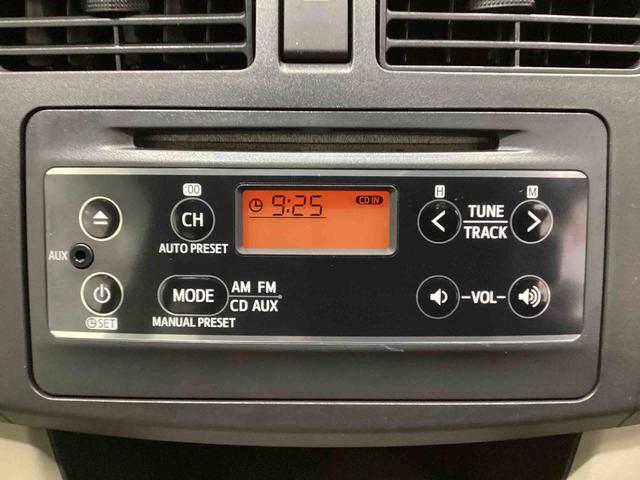 :00
H
M
9:25
CD IN
CH
TUNE
TRACK
AUTO PRESET
AUX
MODE
AM FM
CD AUX
-VOL-
SET
MANUAL PRESET